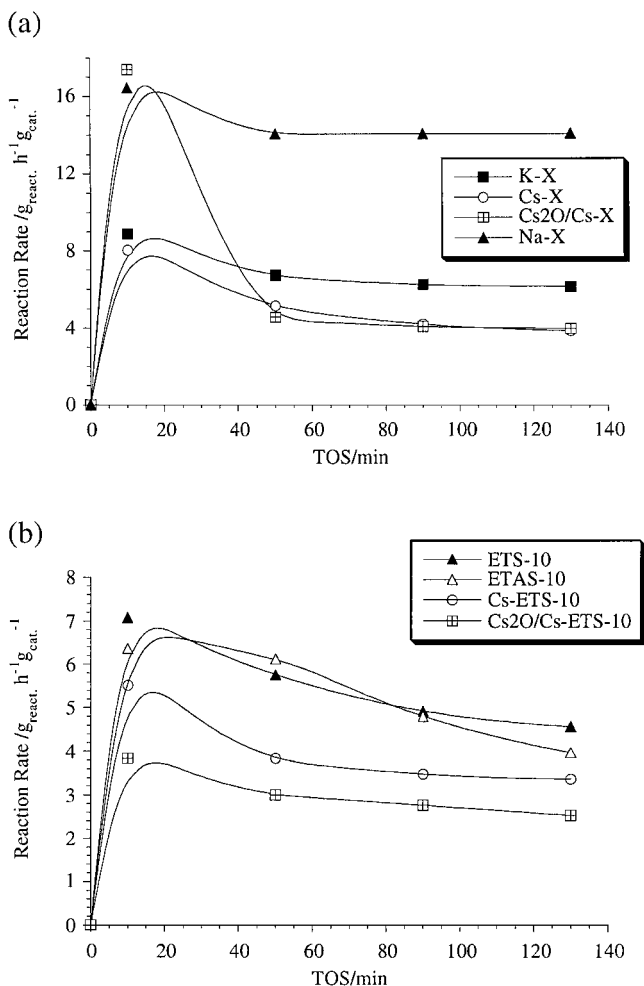 (a)
16
12
8
4
0
Reaction Rate /g_react. h^-1 g_cat.^-1
K-X
Cs-X
Cs2O/Cs-X
Na-X
0 20 40 60 80 100 120 140
TOS/min
(b)
8
7
6
5
4
3
2
1
0
Reaction Rate /g_react. h^-1 g_cat.^-1
ETS-10
ETAS-10
Cs-ETS-10
Cs2O/Cs-ETS-10
0 20 40 60 80 100 120 140
TOS/min